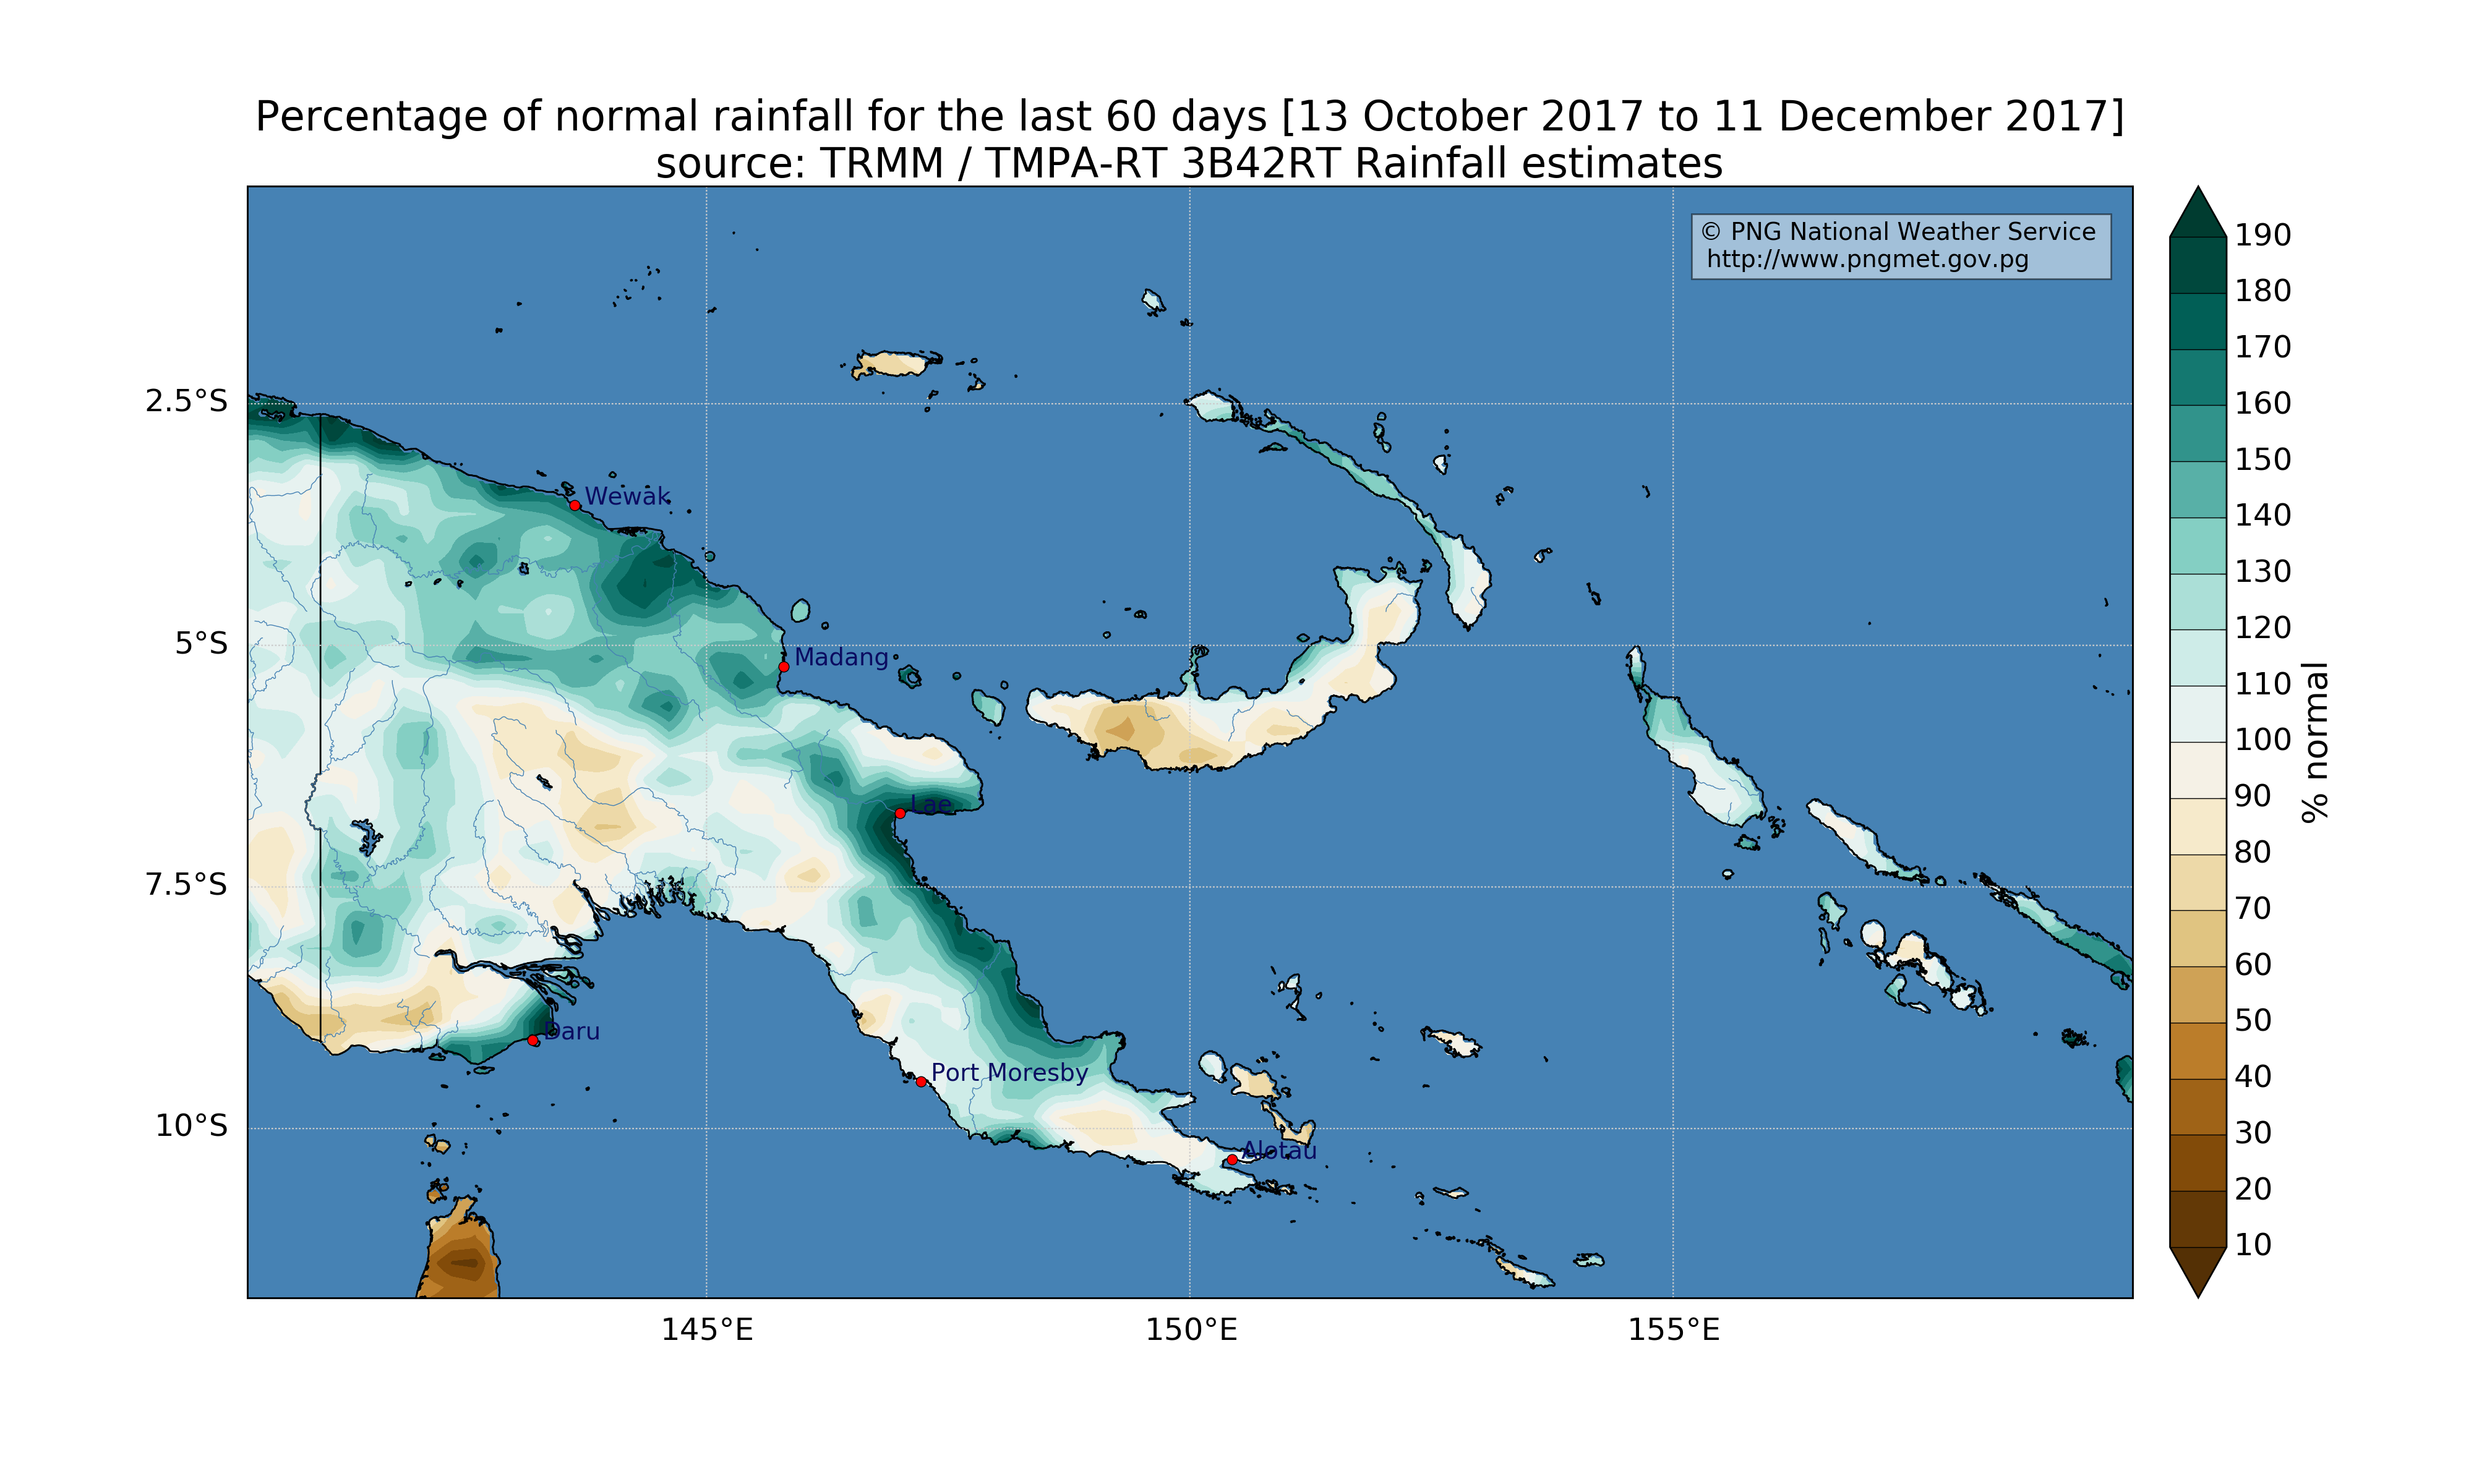 Percentage of normal rainfall for the last 60 days [13 October 2017 to 11 December 2017]
source: TRMM / TMPA-RT 3B42RT Rainfall estimates
© PNG National Weather Service
http://www.pngmet.gov.pg
190
180
170
160
150
140
130
120
110
100
90
80
70
60
50
40
30
20
10
% normal
2.5°S
5°S
7.5°S
10°S
Wewak
Madang
Lae
Daru
Port Moresby
Alotau
145°E
150°E
155°E